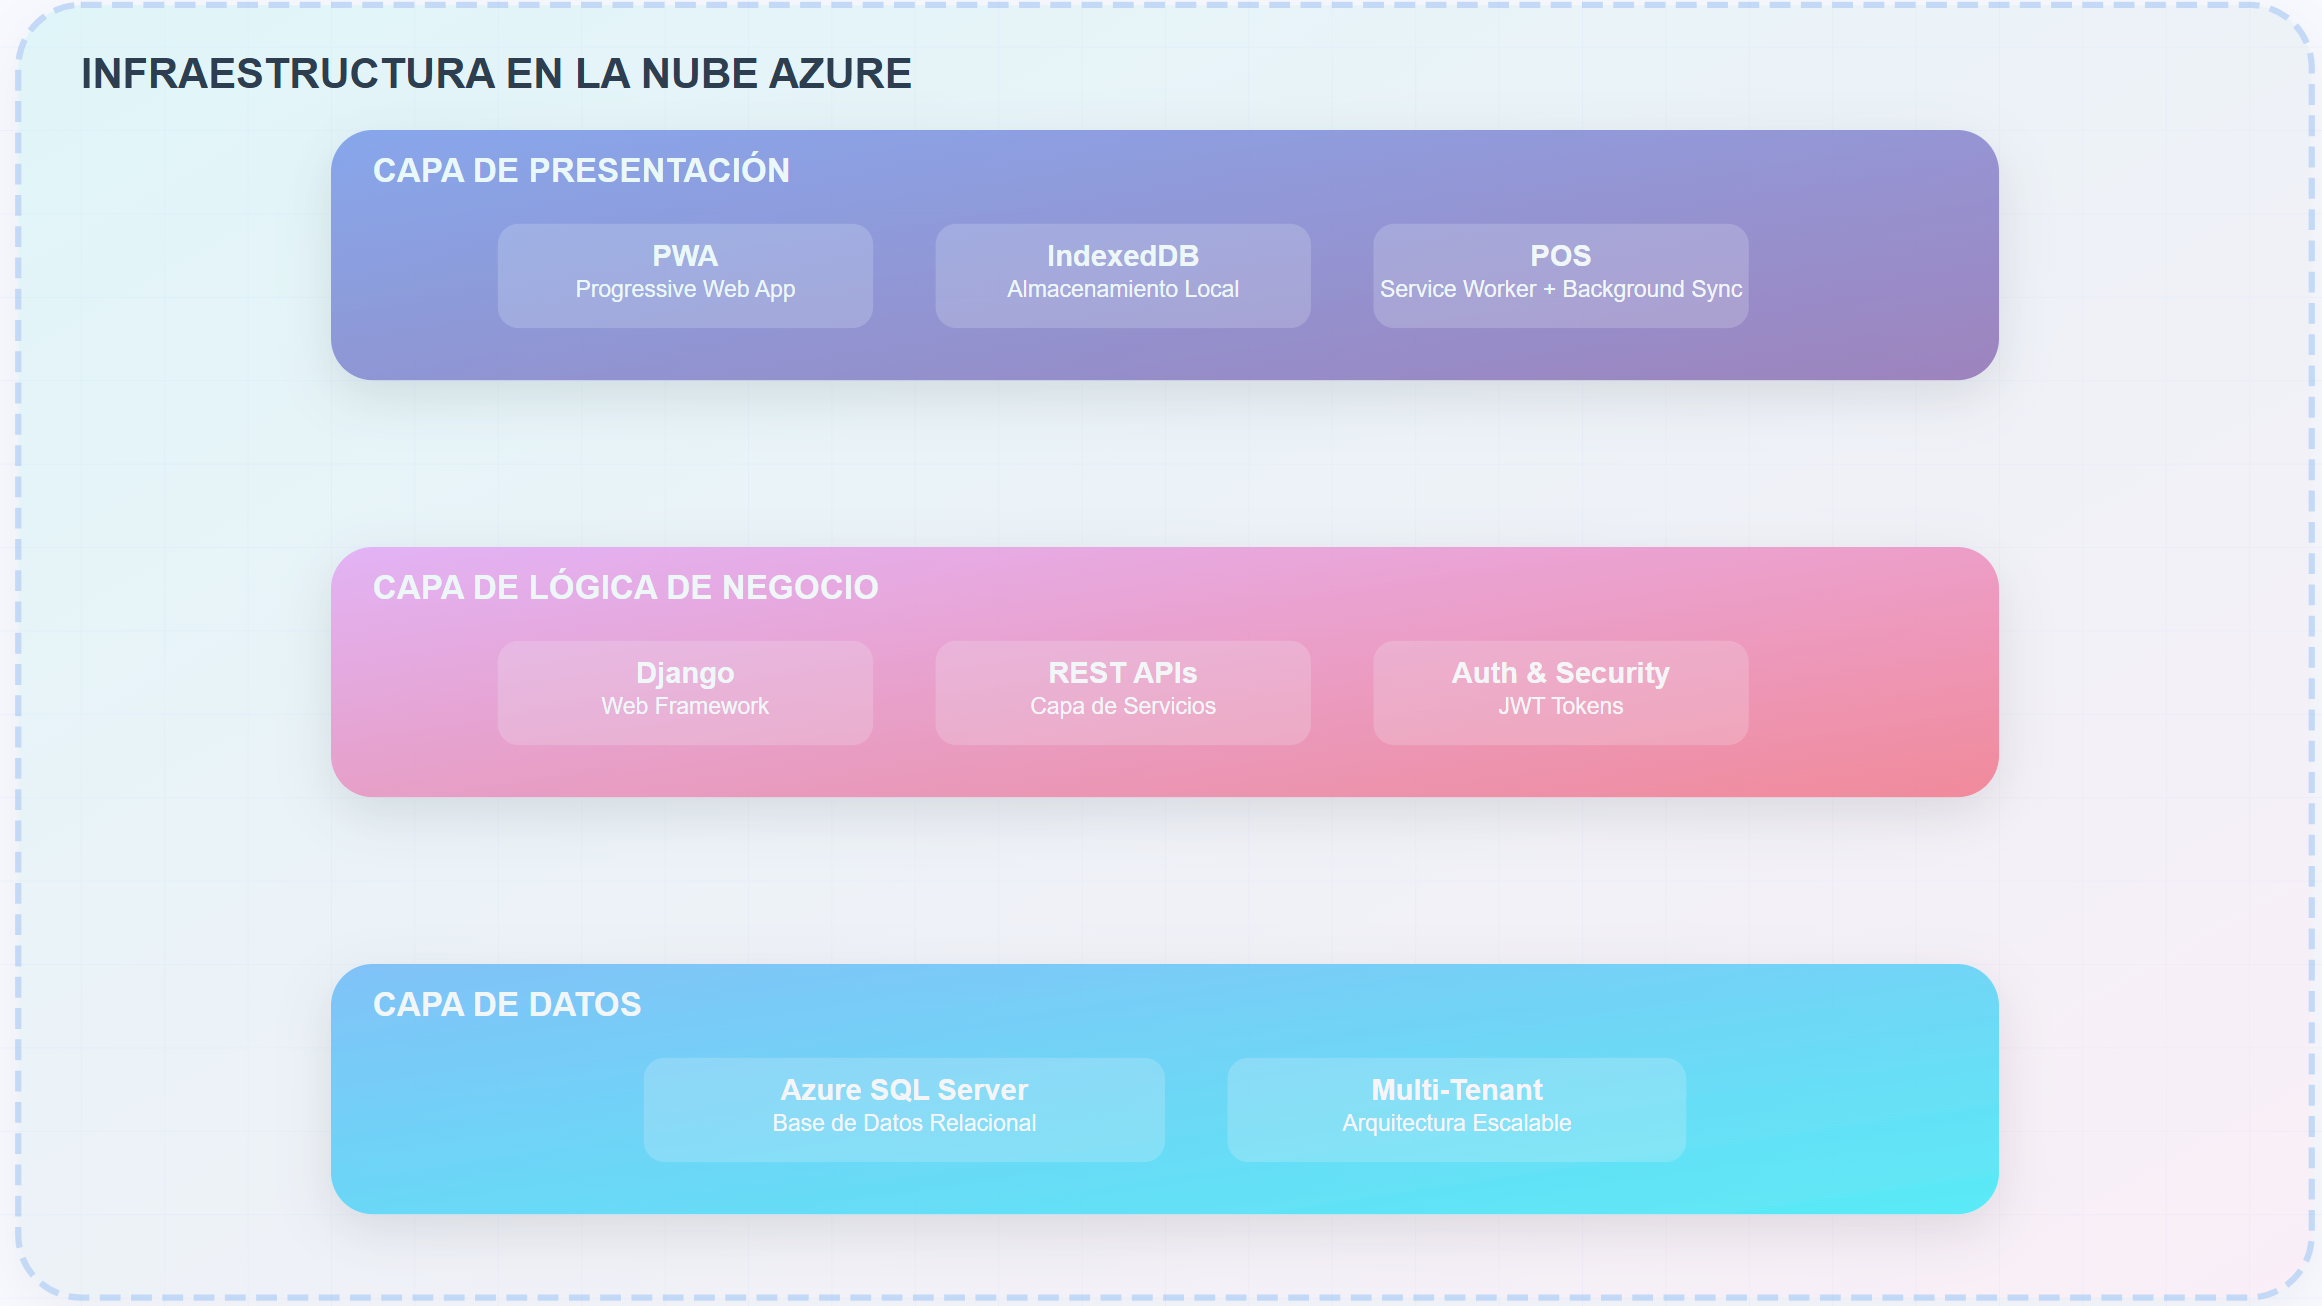 INFRAESTRUCTURA EN LA NUBE AZURE
CAPA DE PRESENTACIÓN
PWA
Progressive Web App
IndexedDB
Almacenamiento Local
POS
Service Worker + Background Sync
CAPA DE LÓGICA DE NEGOCIO
Django
Web Framework
REST APIs
Capa de Servicios
Auth & Security
JWT Tokens
CAPA DE DATOS
Azure SQL Server
Base de Datos Relacional
Multi-Tenant
Arquitectura Escalable